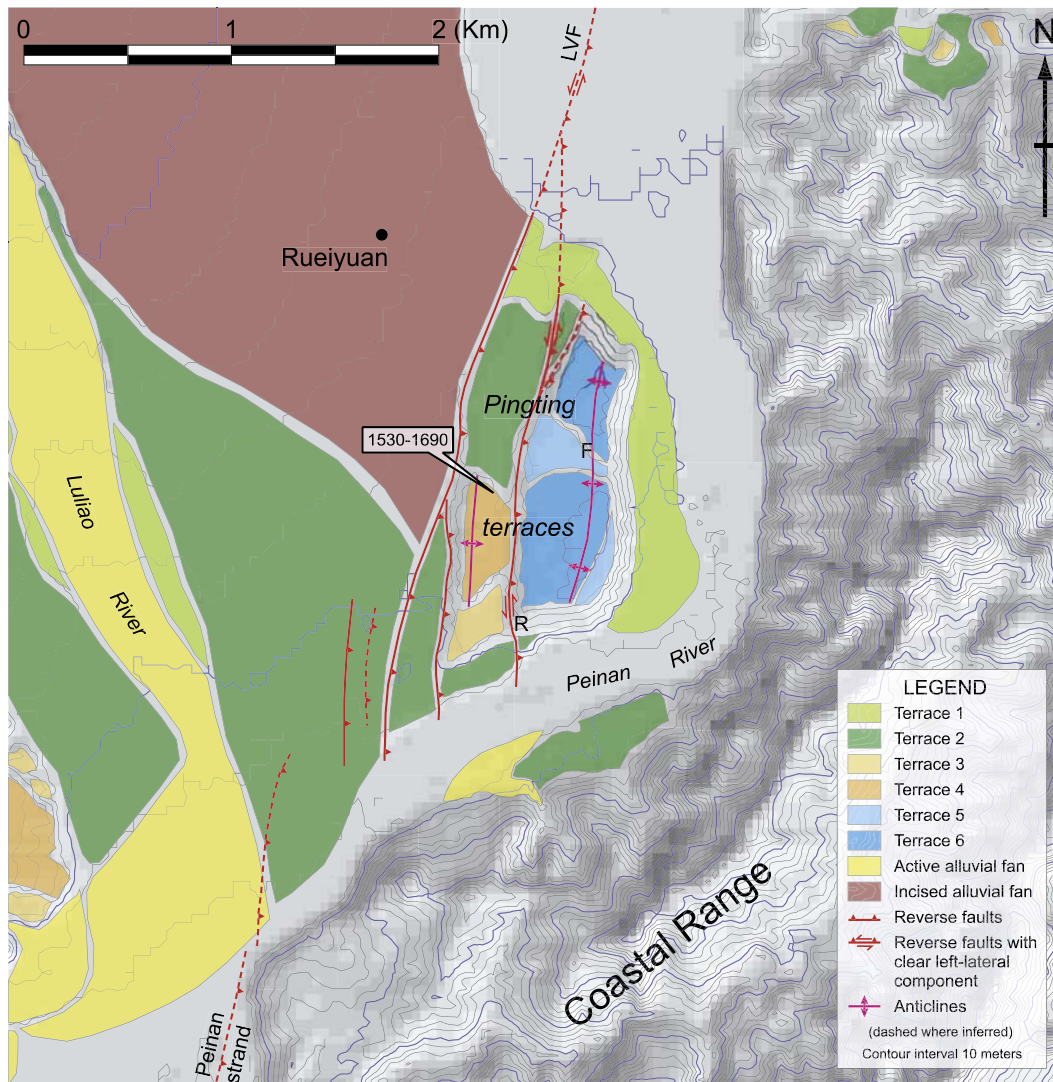 0
1
2 (Km)
LVF
N
Rueiyuan
Pingting
1530-1690
F
terraces
Luliao
River
R
Peinan
River
Coastal Range
Peinan
strand
LEGEND
Terrace 1
Terrace 2
Terrace 3
Terrace 4
Terrace 5
Terrace 6
Active alluvial fan
Incised alluvial fan
Reverse faults
Reverse faults with
clear left-lateral
component
Anticlines
(dashed where inferred)
Contour interval 10 meters